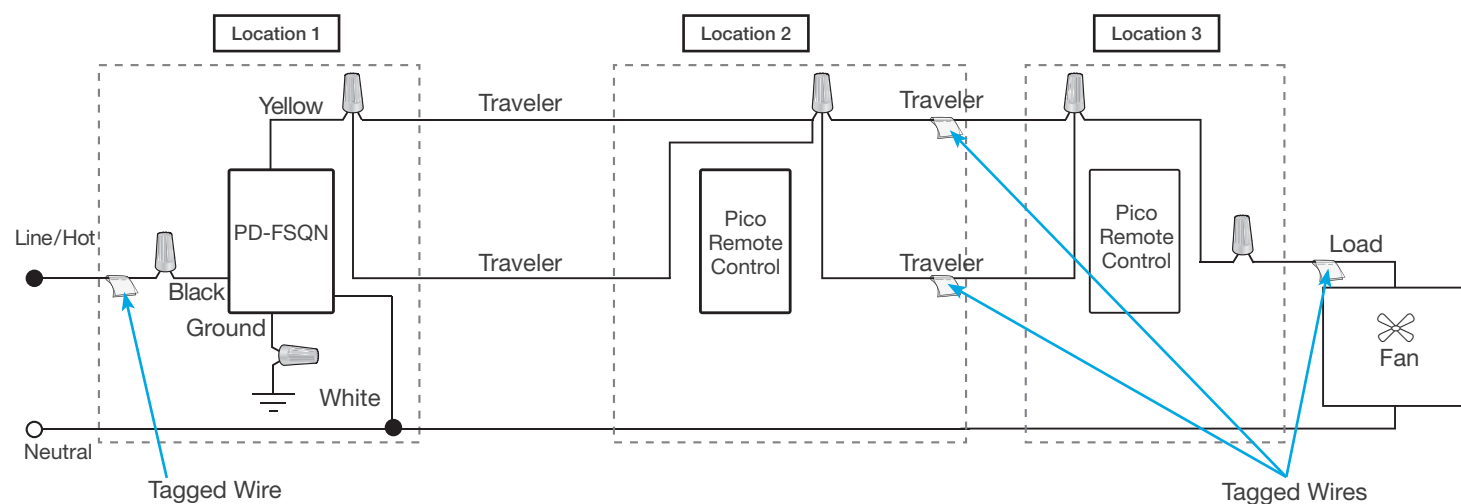 Location 1
Location 2
Location 3
Yellow
Traveler
Traveler
Line/Hot
PD-FSQN
Pico
Remote
Control
Pico
Remote
Control
Black
Traveler
Traveler
Load
Ground
Fan
White
Neutral
Tagged Wire
Tagged Wires